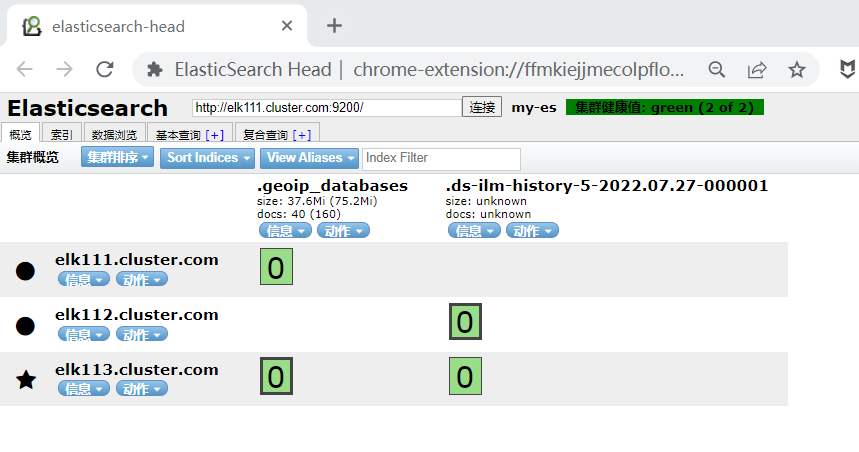 elasticsearch-head
ElasticSearch Head | chrome-extension://ffmkiejjmecolpflo...
Elasticsearch http://elk111.cluster.com:9200/ 连接 my-es 集群健康值: green (2 of 2)
概览 索引 数据浏览 基本查询 [+] 复合查询 [+]
集群概览 集群排序 Sort Indices View Aliases Index Filter
.geoip_databases .ds-ilm-history-5-2022.07.27-000001
size: 37.6Mi (75.2Mi) size: unknown
docs: 40 (160) docs: unknown
信息 动作 信息 动作
elk111.cluster.com 0
信息 动作
elk112.cluster.com 0
信息 动作
elk113.cluster.com 0 0
信息 动作